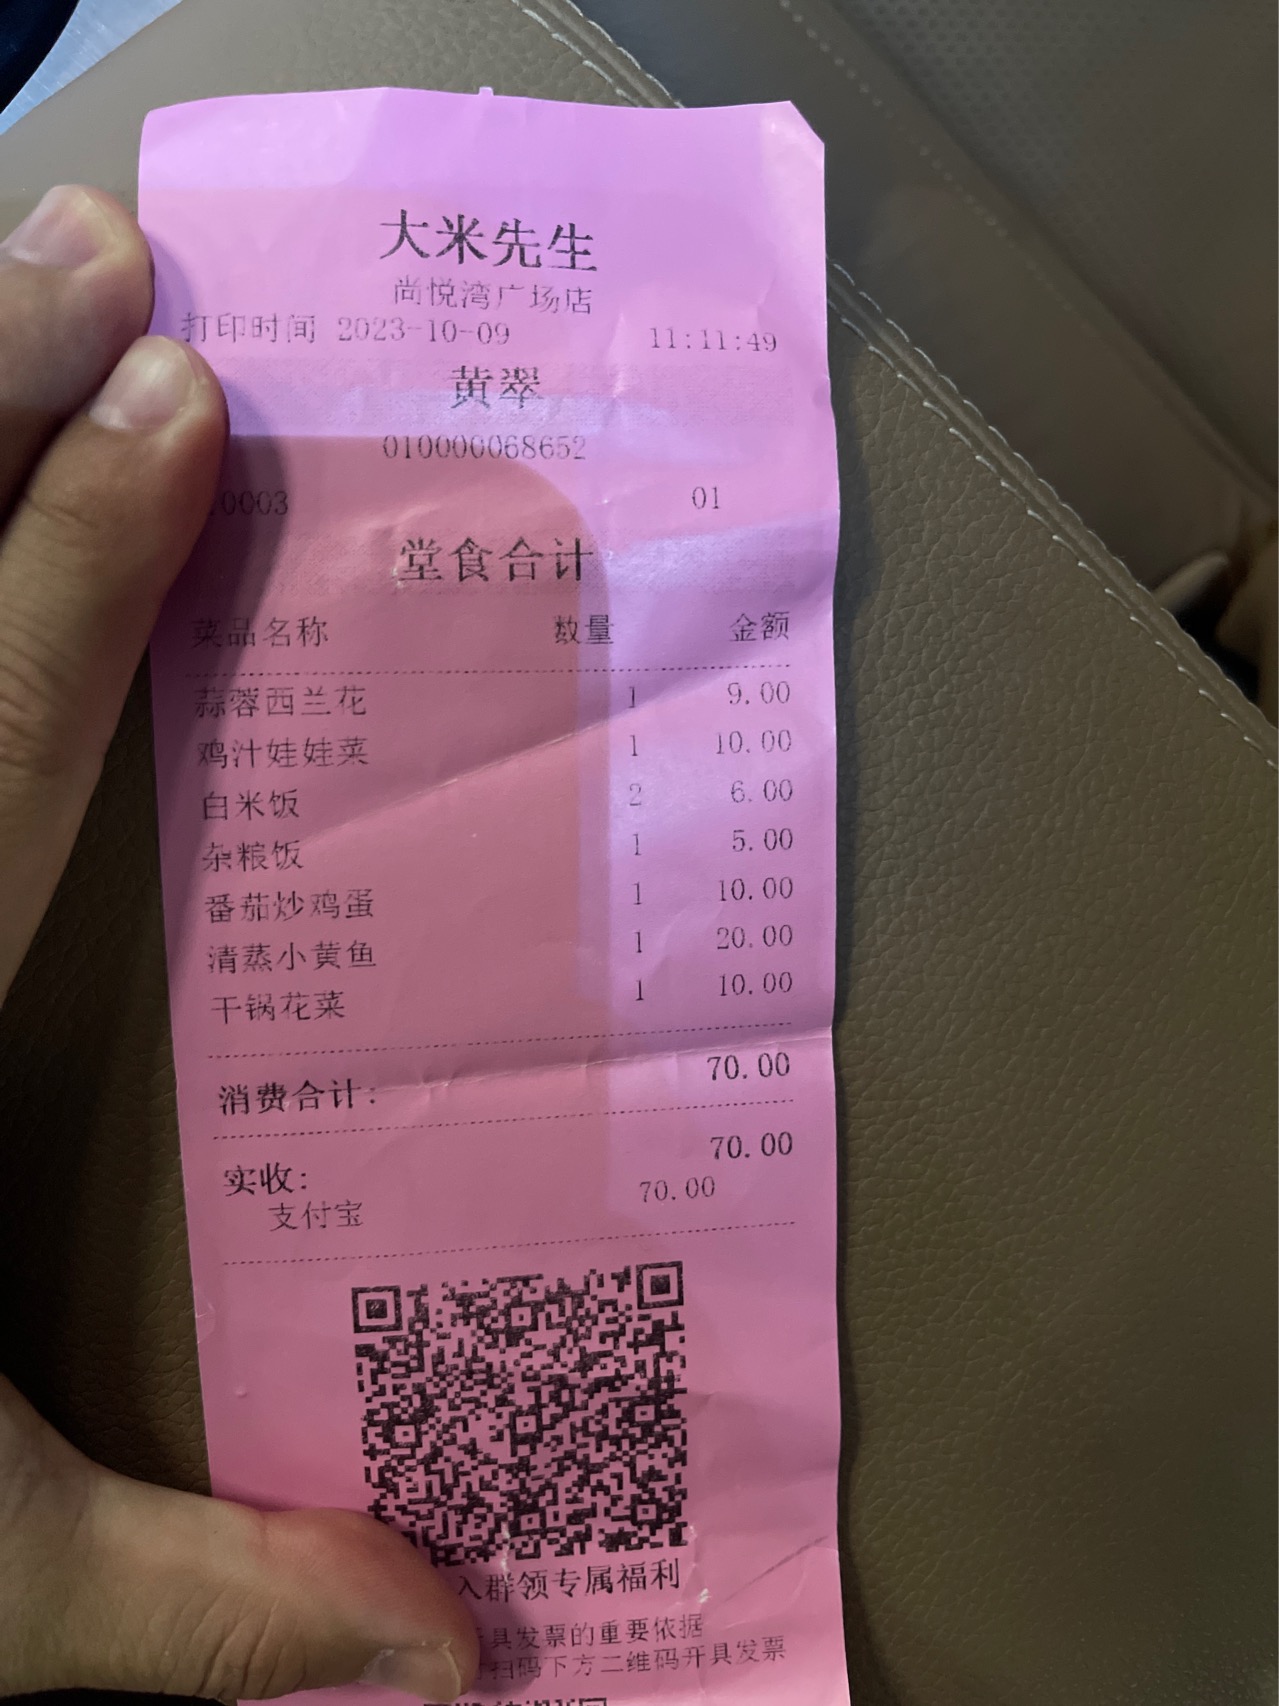 大米先生
尚悦湾广场店
打印时间 2023-10-09 11:11:49
黄翠
010000068652
0003 01
堂食合计
菜品名称 数量 金额
蒜蓉西兰花 1 9.00
鸡汁娃娃菜 1 10.00
白米饭 2 6.00
杂粮饭 1 5.00
番茄炒鸡蛋 1 10.00
清蒸小黄鱼 1 20.00
干锅花菜 1 10.00
消费合计: 70.00
实收: 70.00
支付宝 70.00
入群领专属福利
具发票的重要依据
扫码下方二维码开具发票